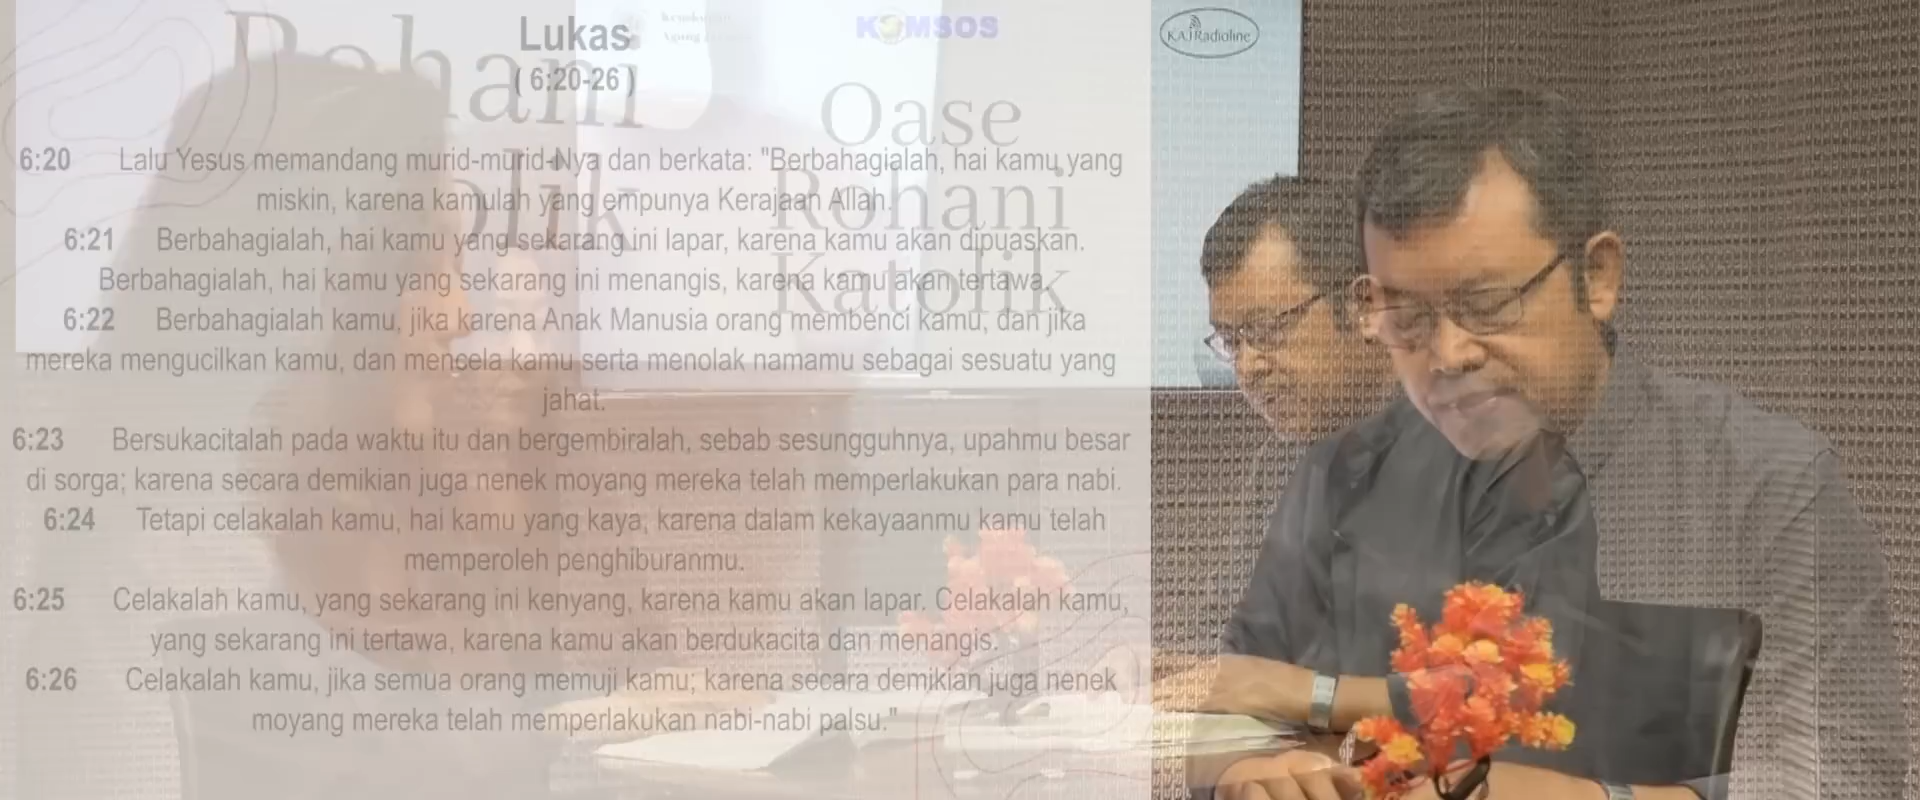 Lukas
( 6:20-26 )
6:20 Lalu Yesus memandang murid-murid-Nya dan berkata: "Berbahagialah, hai kamu yang
miskin, karena kamulah yang empunya Kerajaan Allah.
6:21 Berbahagialah, hai kamu yang sekarang ini lapar, karena kamu akan dipuaskan.
Berbahagialah, hai kamu yang sekarang ini menangis, karena kamu akan tertawa.
6:22 Berbahagialah kamu, jika karena Anak Manusia orang membenci kamu, dan jika
mereka mengucilkan kamu, dan mencela kamu serta menolak namamu sebagai sesuatu yang
jahat.
6:23 Bersukacitalah pada waktu itu dan bergembiralah, sebab sesungguhnya, upahmu besar
di sorga; karena secara demikian juga nenek moyang mereka telah memperlakukan para nabi.
6:24 Tetapi celakalah kamu, hai kamu yang kaya, karena dalam kekayaanmu kamu telah
memperoleh penghiburanmu.
6:25 Celakalah kamu, yang sekarang ini kenyang, karena kamu akan lapar. Celakalah kamu,
yang sekarang ini tertawa, karena kamu akan berdukacita dan menangis.
6:26 Celakalah kamu, jika semua orang memuji kamu; karena secara demikian juga nenek
moyang mereka telah memperlakukan nabi-nabi palsu."
Rohani
KOMSOS
Oase
Rohani
Katolik
KAJRadioline